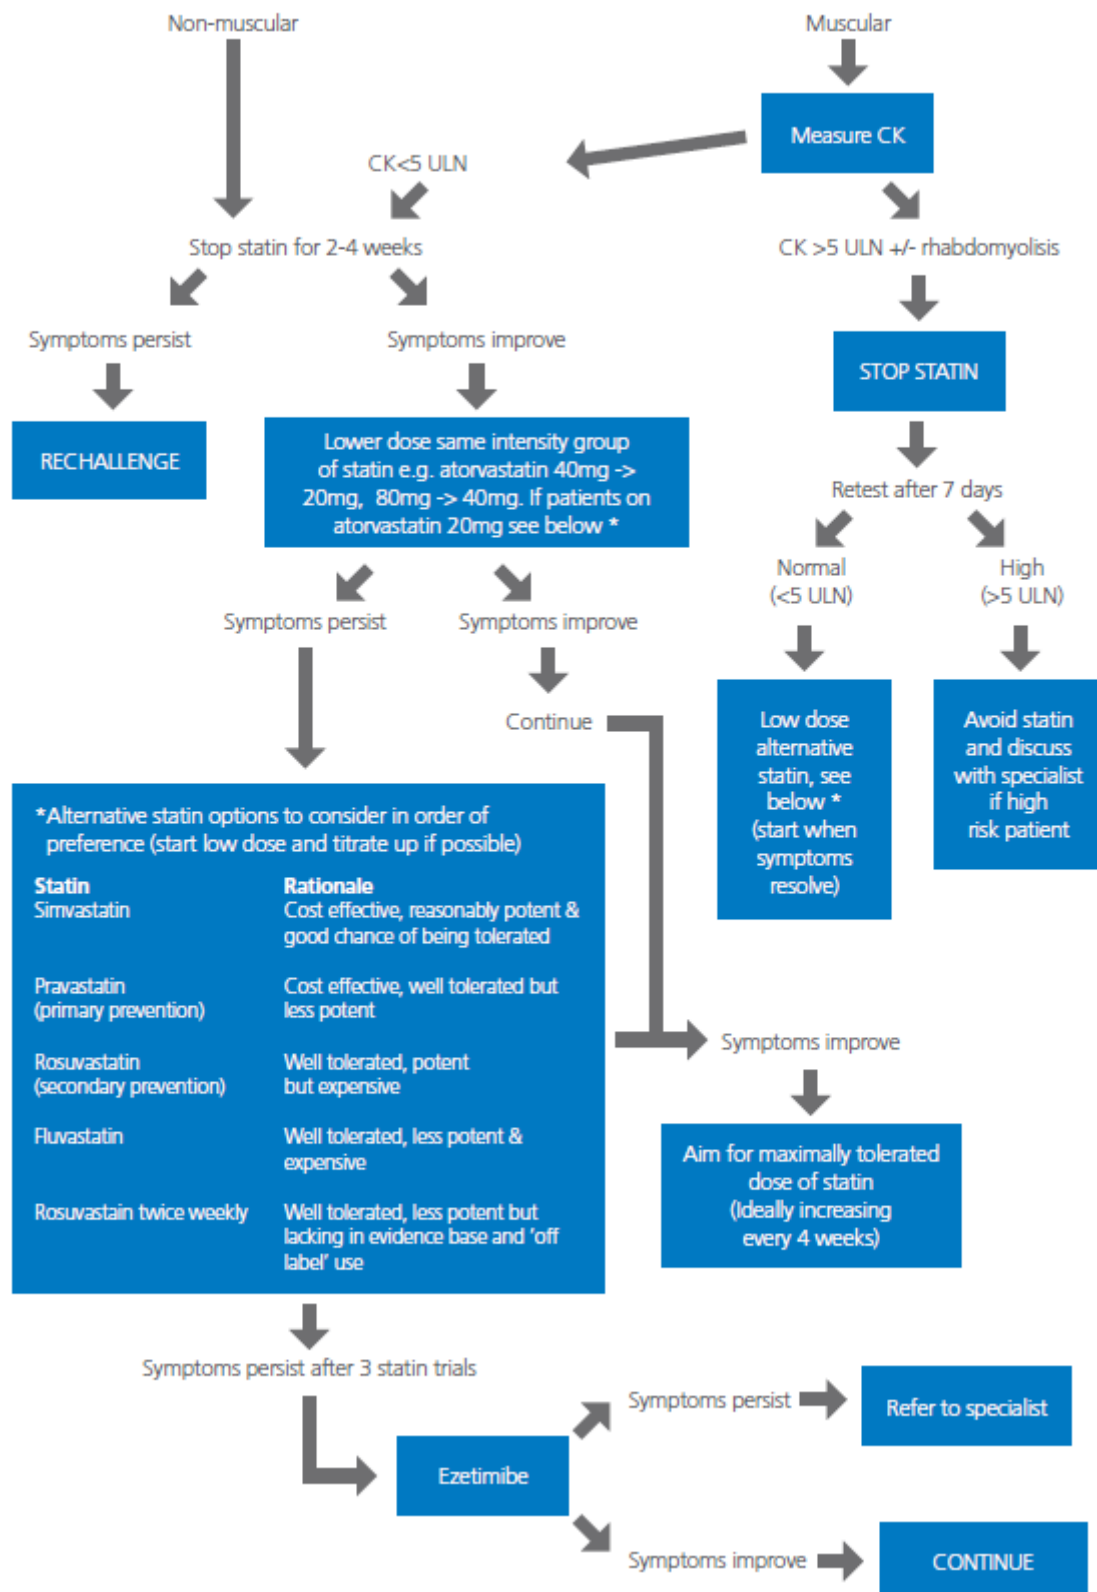 Non-muscular
Muscular
Measure CK
CK<5 ULN
Stop statin for 2-4 weeks
CK >5 ULN +/- rhabdomyolisis
Symptoms persist
Symptoms improve
STOP STATIN
RECHALLENGE
Lower dose same intensity group
of statin e.g. atorvastatin 40mg ->
20mg, 80mg -> 40mg. If patients on
atorvastatin 20mg see below *
Retest after 7 days
Normal
(<5 ULN)
High
(>5 ULN)
Symptoms persist
Symptoms improve
Continue
Low dose
alternative
statin, see
below *
(start when
symptoms
resolve)
Avoid statin
and discuss
with specialist
if high
risk patient
*Alternative statin options to consider in order of
preference (start low dose and titrate up if possible)
Statin Rationale
Simvastatin Cost effective, reasonably potent &
good chance of being tolerated
Pravastatin Cost effective, well tolerated but
(primary prevention) less potent
Rosuvastatin Well tolerated, potent
(secondary prevention) but expensive
Fluvastatin Well tolerated, less potent &
expensive
Rosuvastain twice weekly Well tolerated, less potent but
lacking in evidence base and 'off
label' use
Symptoms improve
Aim for maximally tolerated
dose of statin
(Ideally increasing
every 4 weeks)
Symptoms persist after 3 statin trials
Ezetimibe
Symptoms persist
Refer to specialist
Symptoms improve
CONTINUE